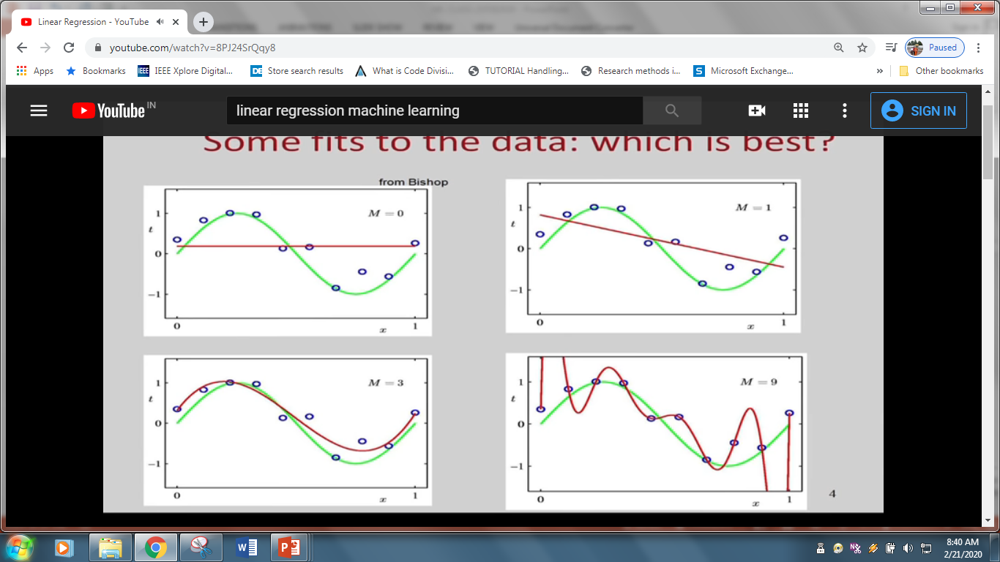 Linear Regression - YouTube
youtube.com/watch?v=8PJ24SrQqy8
Paused
Apps
Bookmarks
IEEE IEEE Xplore Digital...
DE Store search results
What is Code Divisi...
TUTORIAL Handling...
Research methods i...
S Microsoft Exchange...
»
Other bookmarks
YouTube IN
linear regression machine learning
SIGN IN
Some fits to the data: which is best?
from Bishop
M = 0
1
t
0
−1
0
x
1
M = 1
1
t
0
−1
0
x
1
M = 3
1
t
0
−1
0
x
1
M = 9
1
t
0
−1
0
x
1
4
8:40 AM
2/21/2020